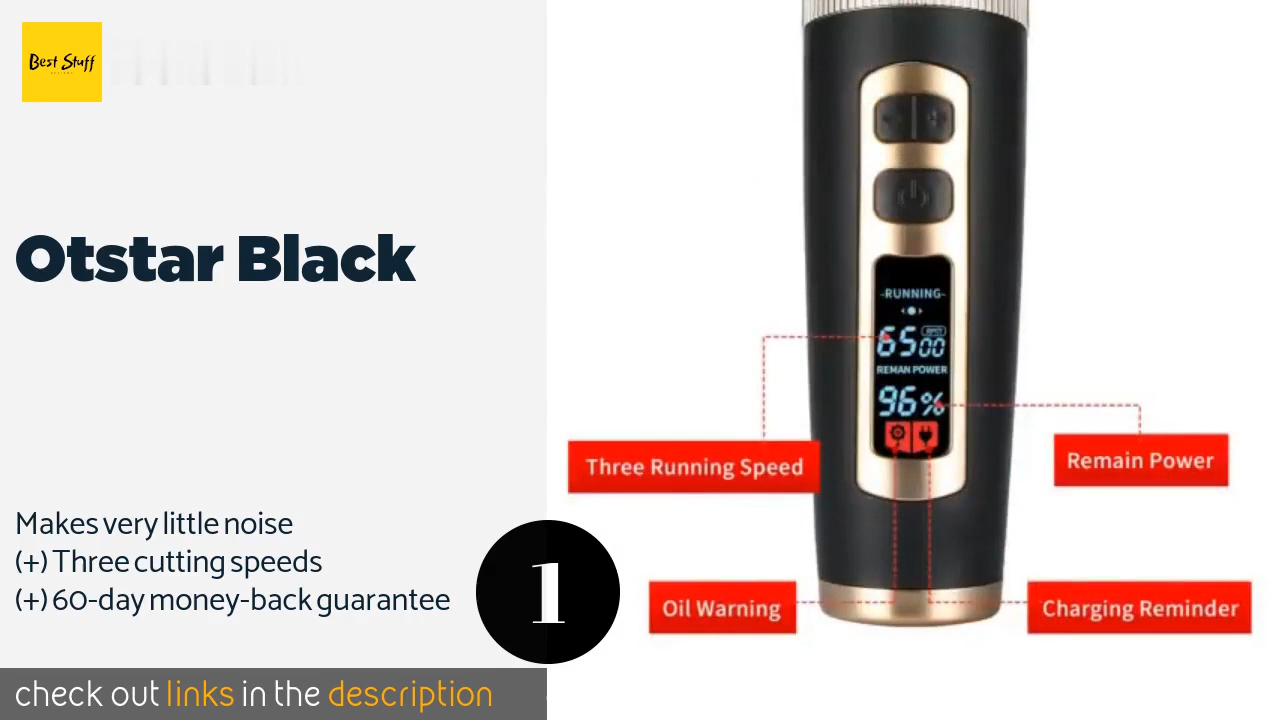 Best Stuff
Otstar Black
Makes very little noise
(+) Three cutting speeds
(+) 60-day money-back guarantee
1
check out links in the description
-RUNNING-
6500
REMAN POWER
96%
Three Running Speed
Remain Power
Oil Warning
Charging Reminder